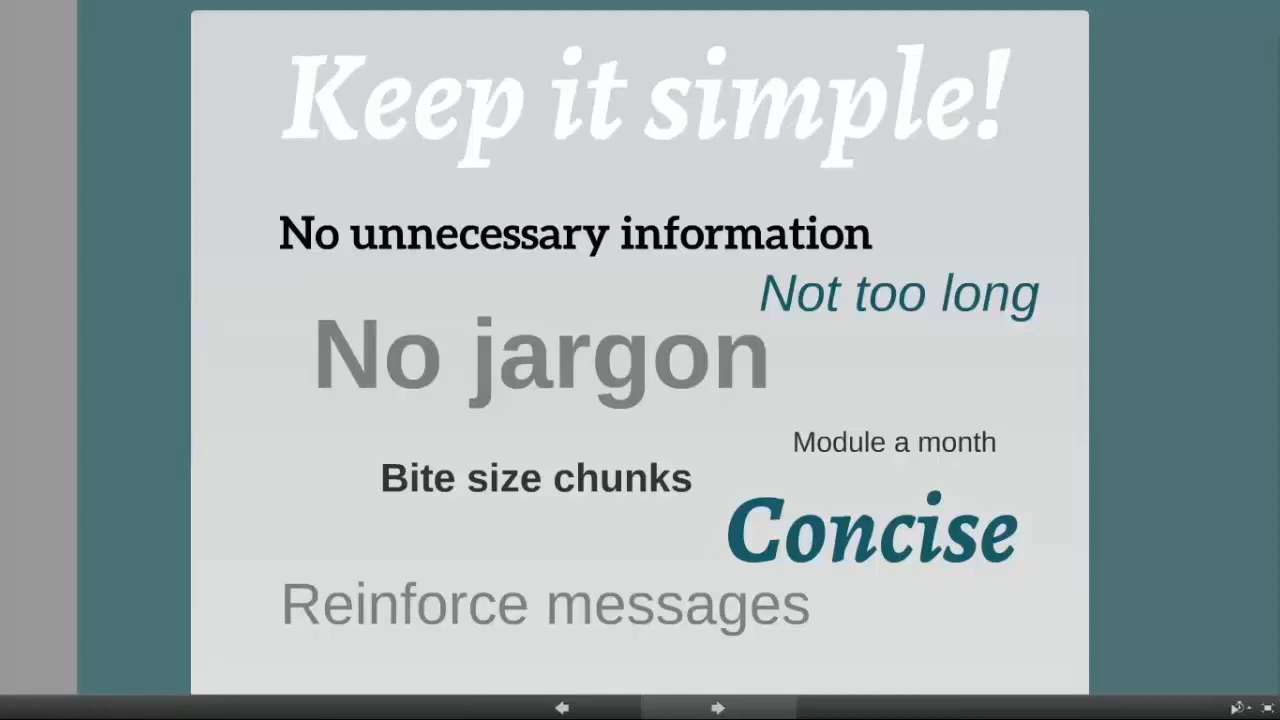 Keep it simple!
No unnecessary information
Not too long
No jargon
Module a month
Bite size chunks
Concise
Reinforce messages